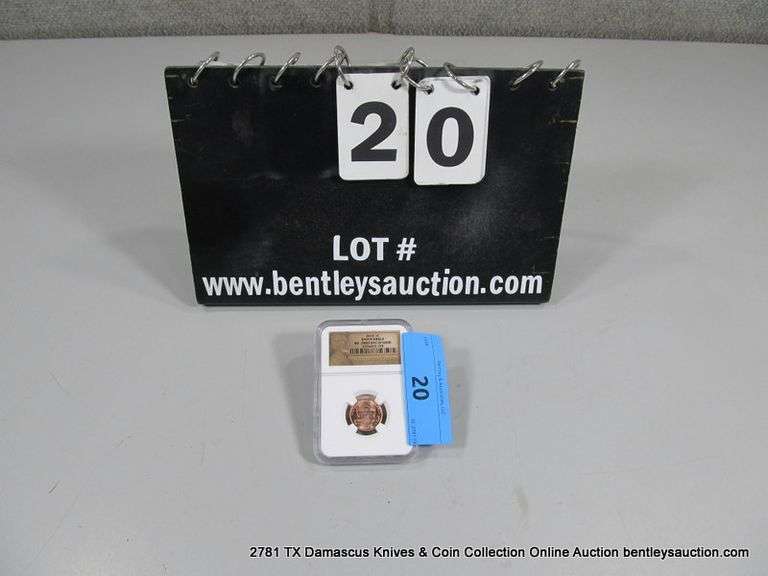 20
LOT #
www.bentleysauction.com
20
2781 TX Damascus Knives & Coin Collection Online Auction bentleysauction.com